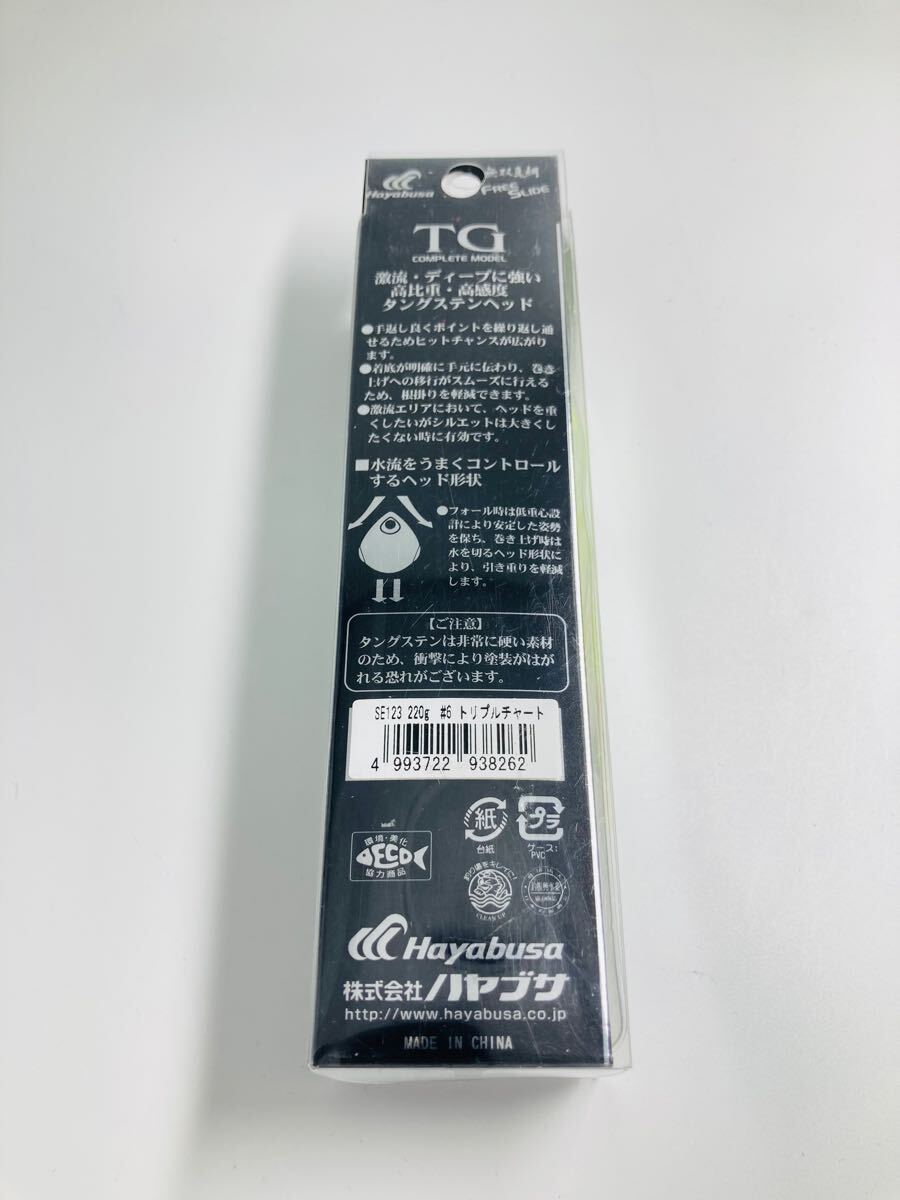 Hayabusa
無双真鯛
FREE SLIDE
TG
COMPLETE MODEL
激流・ディープに強い
高比重・高感度
タングステンヘッド
●手返し良くポイントを繰り返し通
せるためヒットチャンスが広がり
ます。
●着底が明確に手元に伝わり、巻き
上げへの移行がスムーズに行える
ため、根掛りを軽減できます。
●激流エリアにおいて、ヘッドを重
くしたいがシルエットは大きくし
たくない時に有効です。
■水流をうまくコントロール
するヘッド形状
●フォール時は低重心設
計により安定した姿勢
を保ち、巻き上げ時は
水を切るヘッド形状に
より、引き重りを軽減
します。
【ご注意】
タングステンは非常に硬い素材
のため、衝撃により塗装がはが
れる恐れがございます。
SE123 220g #6 トリプルチャート
4 993722 938262
紙
台紙
プラ
ケース:
PVC
環境・美化
ECO
協力商品
釣り場をキレイに!
CLEAN UP
Hayabusa
株式会社ハヤブサ
http://www.hayabusa.co.jp
MADE IN CHINA